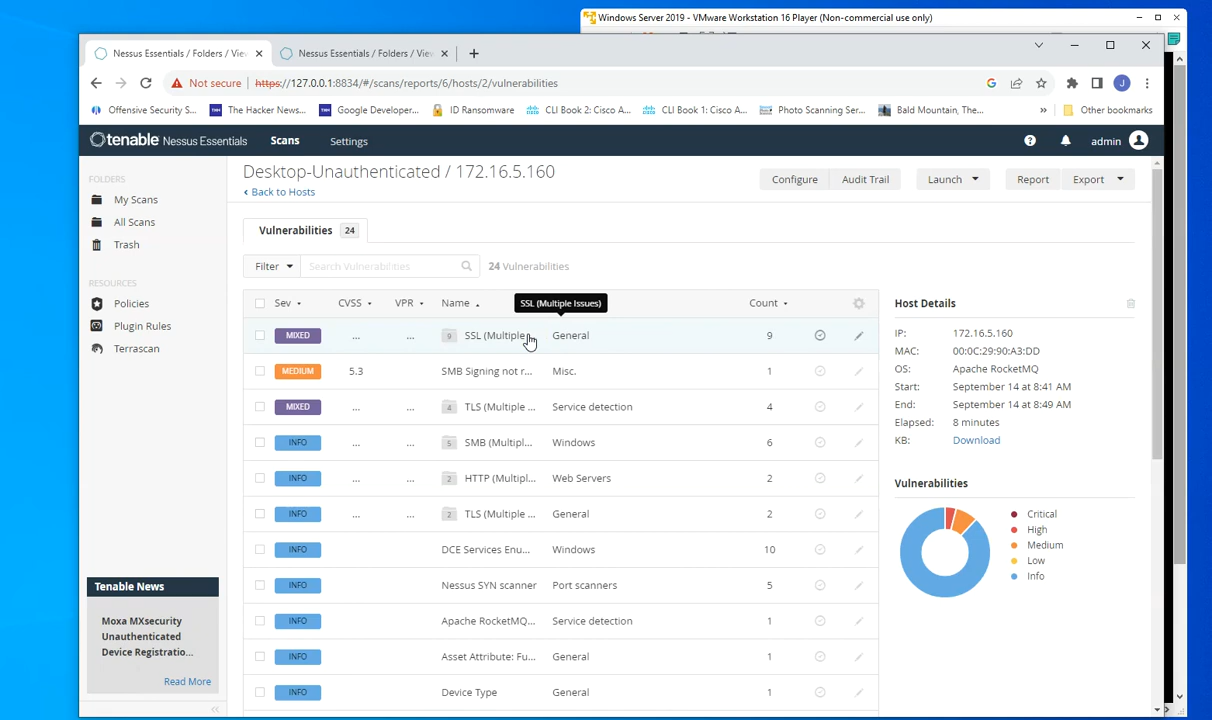 Windows Server 2019 - VMware Workstation 16 Player (Non-commercial use only)
Nessus Essentials / Folders / View
Nessus Essentials / Folders / View
Not secure https://127.0.0.1:8834/#/scans/reports/6/hosts/2/vulnerabilities
Offensive Security S... The Hacker News... Google Developer... ID Ransomware CLI Book 2: Cisco A... CLI Book 1: Cisco A... Photo Scanning Ser... Bald Mountain, The... » Other bookmarks
tenable Nessus Essentials Scans Settings admin
FOLDERS
My Scans
All Scans
Trash
RESOURCES
Policies
Plugin Rules
Terrascan
Tenable News
Moxa MXsecurity
Unauthenticated
Device Registratio...
Read More
Desktop-Unauthenticated / 172.16.5.160
Back to Hosts
Configure Audit Trail Launch Report Export
Vulnerabilities 24
Filter Search Vulnerabilities 24 Vulnerabilities
Sev CVSS VPR Name SSL (Multiple Issues) Count
MIXED ... ... 9 SSL (Multiple General 9
MEDIUM 5.3 SMB Signing not r... Misc. 1
MIXED ... ... 4 TLS (Multiple ... Service detection 4
INFO ... ... 5 SMB (Multipl... Windows 6
INFO ... ... 2 HTTP (Multipl... Web Servers 2
INFO ... ... 2 TLS (Multiple ... General 2
INFO DCE Services Enu... Windows 10
INFO Nessus SYN scanner Port scanners 5
INFO Apache RocketMQ... Service detection 1
INFO Asset Attribute: Fu... General 1
INFO Device Type General 1
Host Details
IP: 172.16.5.160
MAC: 00:0C:29:90:A3:DD
OS: Apache RocketMQ
Start: September 14 at 8:41 AM
End: September 14 at 8:49 AM
Elapsed: 8 minutes
KB: Download
Vulnerabilities
Critical
High
Medium
Low
Info